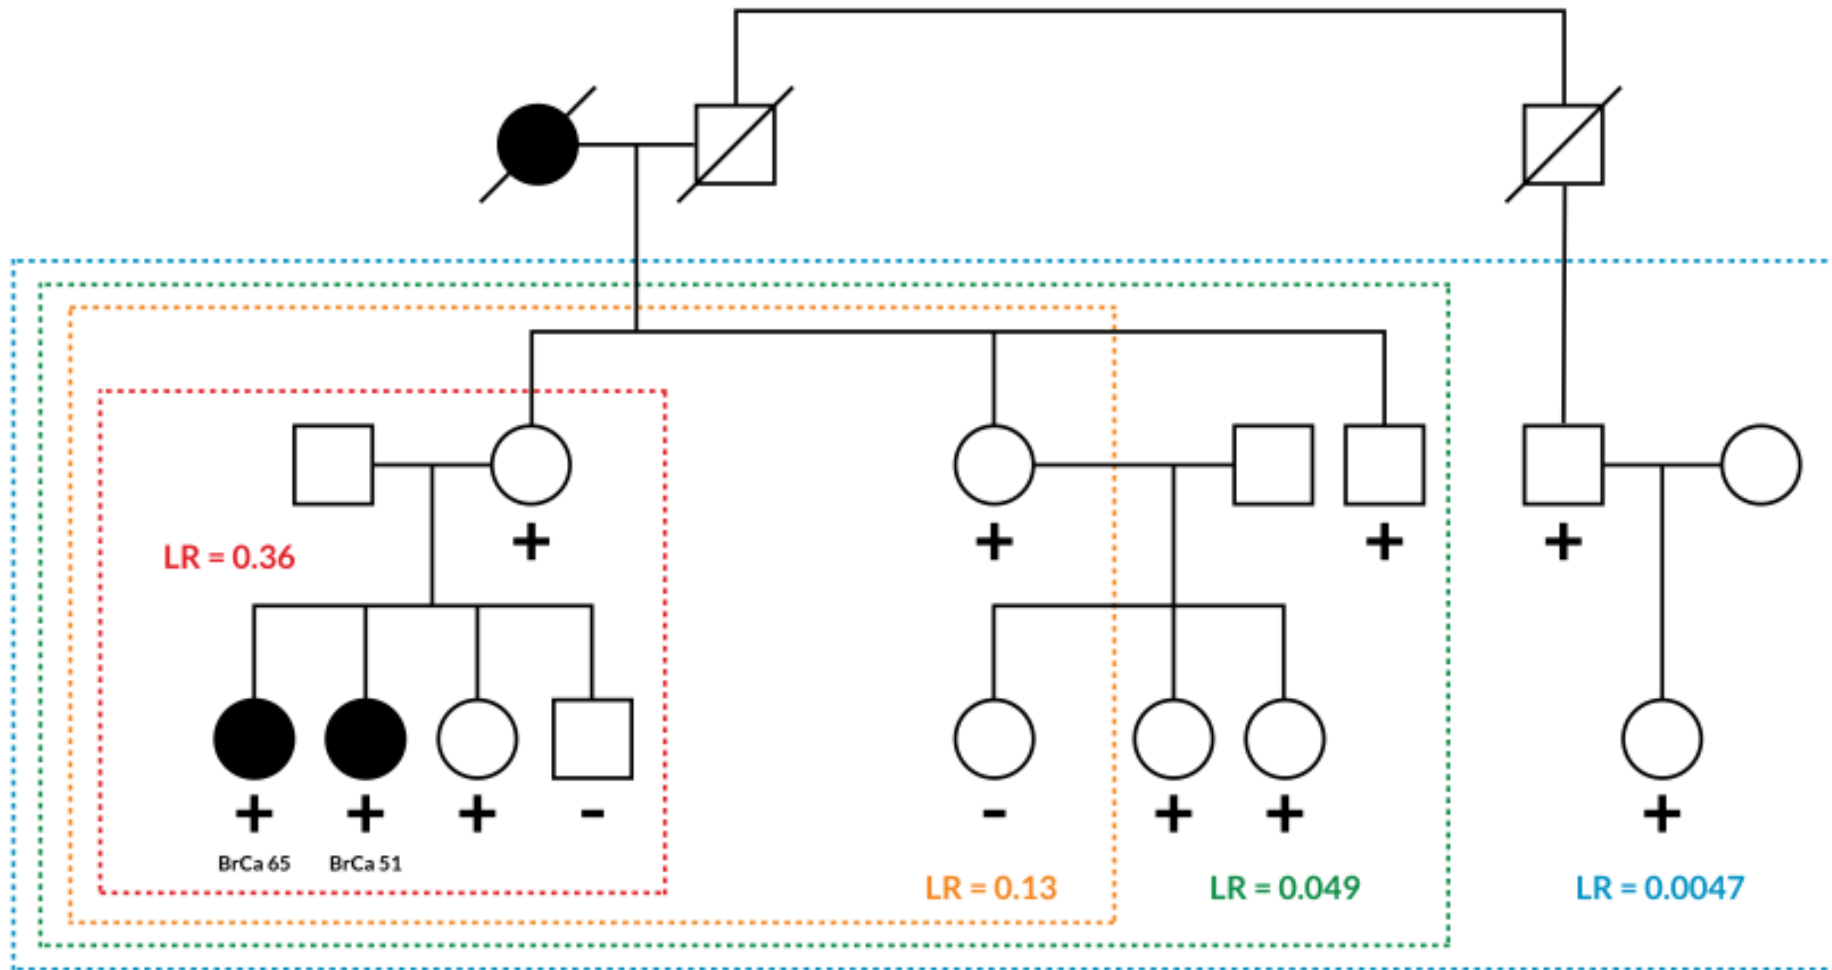 +
+
+
+
LR = 0.36
+
+
+
-
-
+
+
+
BrCa 65
BrCa 51
LR = 0.13
LR = 0.049
LR = 0.0047